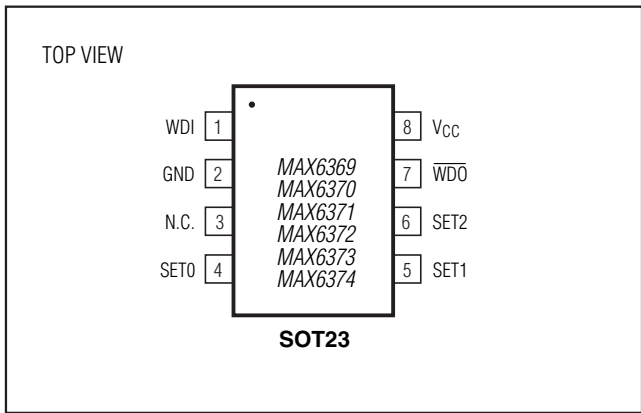 TOP VIEW
WDI 1
GND 2
N.C. 3
SET0 4
MAX6369
MAX6370
MAX6371
MAX6372
MAX6373
MAX6374
8 VCC
7 W̅D̅O̅
6 SET2
5 SET1
SOT23